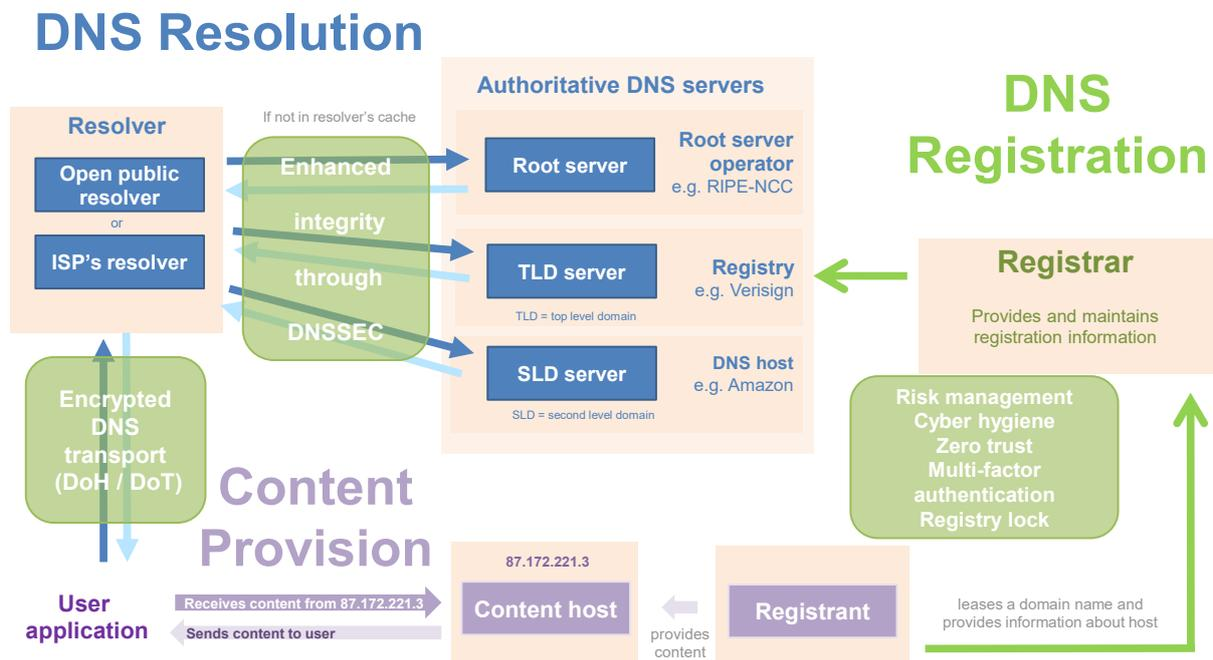 DNS Resolution
Authoritative DNS servers
DNS
Registration
Resolver
Open public
resolver
or
ISP's resolver
If not in resolver's cache
Enhanced
integrity
through
DNSSEC
Root server
Root server
operator
e.g. RIPE-NCC
TLD server
Registry
e.g. Verisign
TLD = top level domain
SLD server
DNS host
e.g. Amazon
SLD = second level domain
Registrar
Provides and maintains
registration information
Risk management
Cyber hygiene
Zero trust
Multi-factor
authentication
Registry lock
Encrypted
DNS
transport
(DoH / DoT)
Content
Provision
User
application
Receives content from 87.172.221.3
Sends content to user
87.172.221.3
Content host
provides
content
Registrant
leases a domain name and
provides information about host